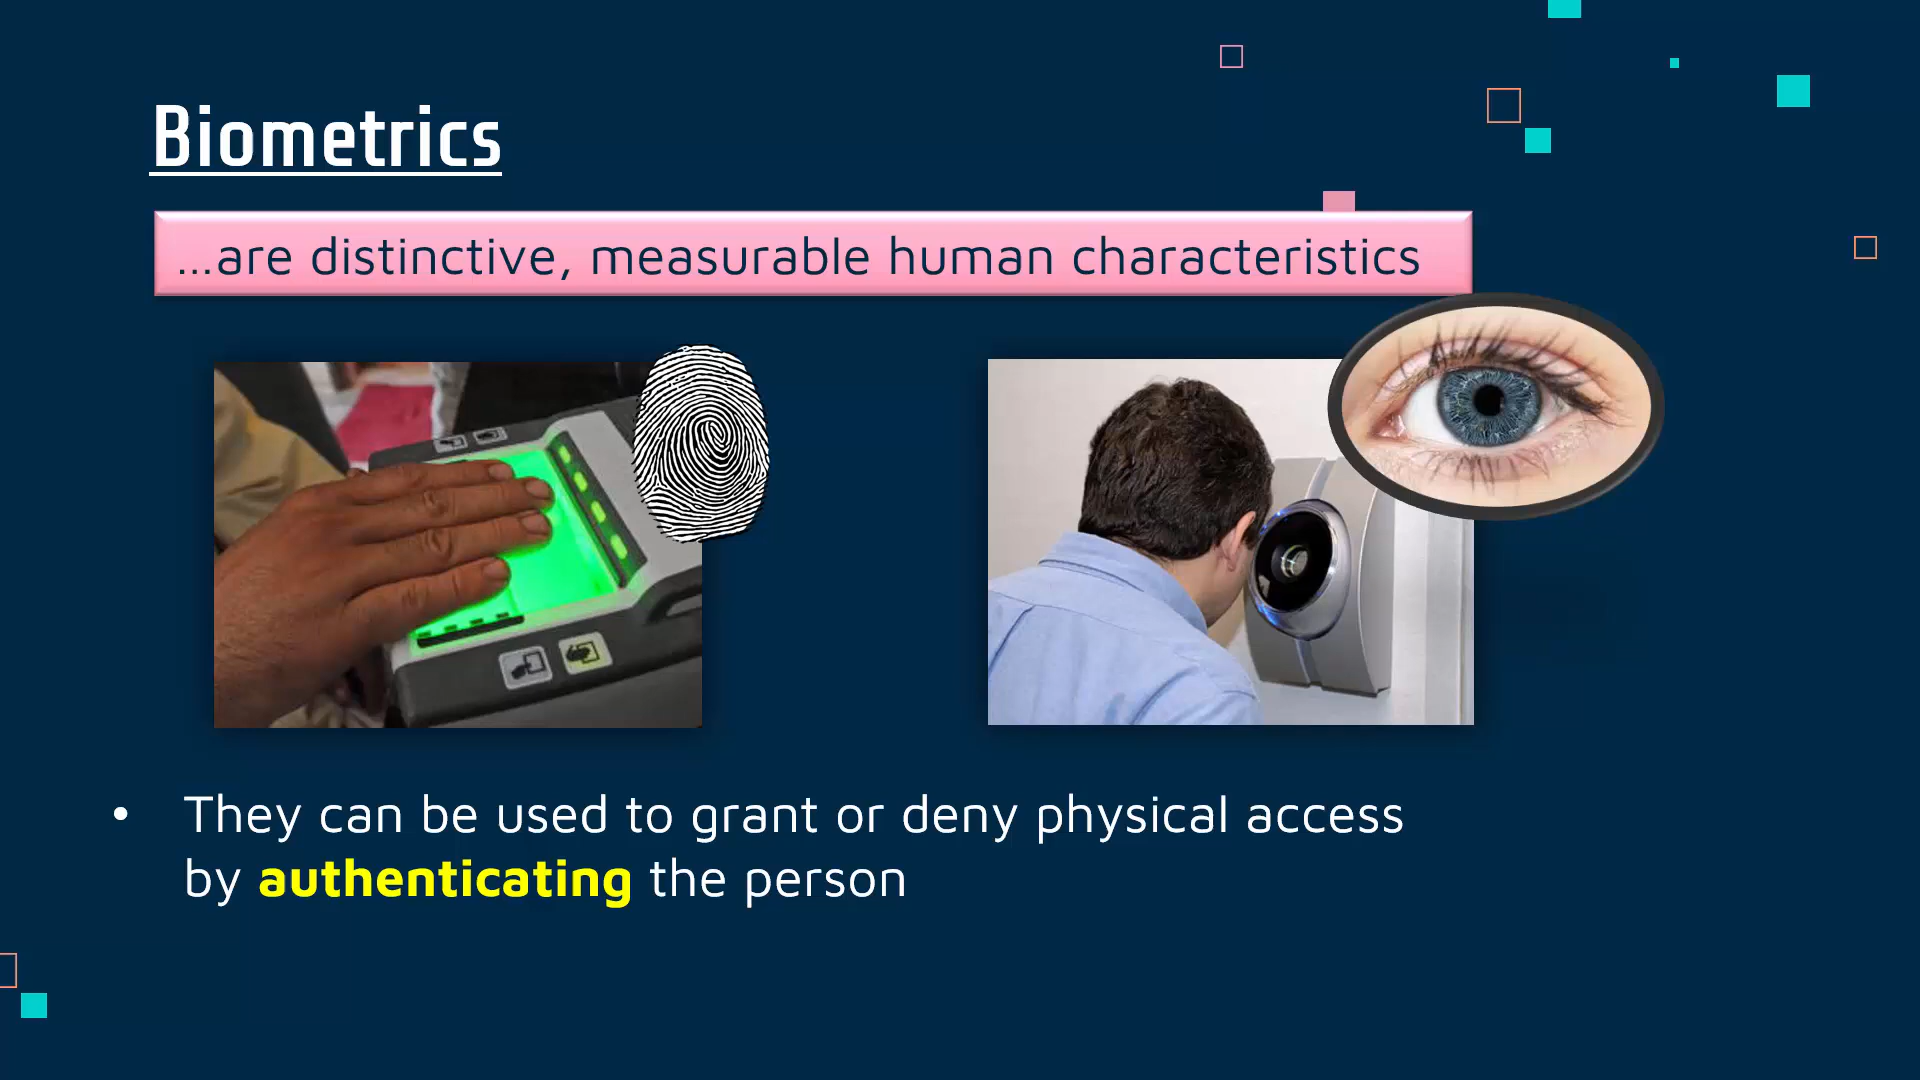 Biometrics
...are distinctive, measurable human characteristics
• They can be used to grant or deny physical access
by authenticating the person